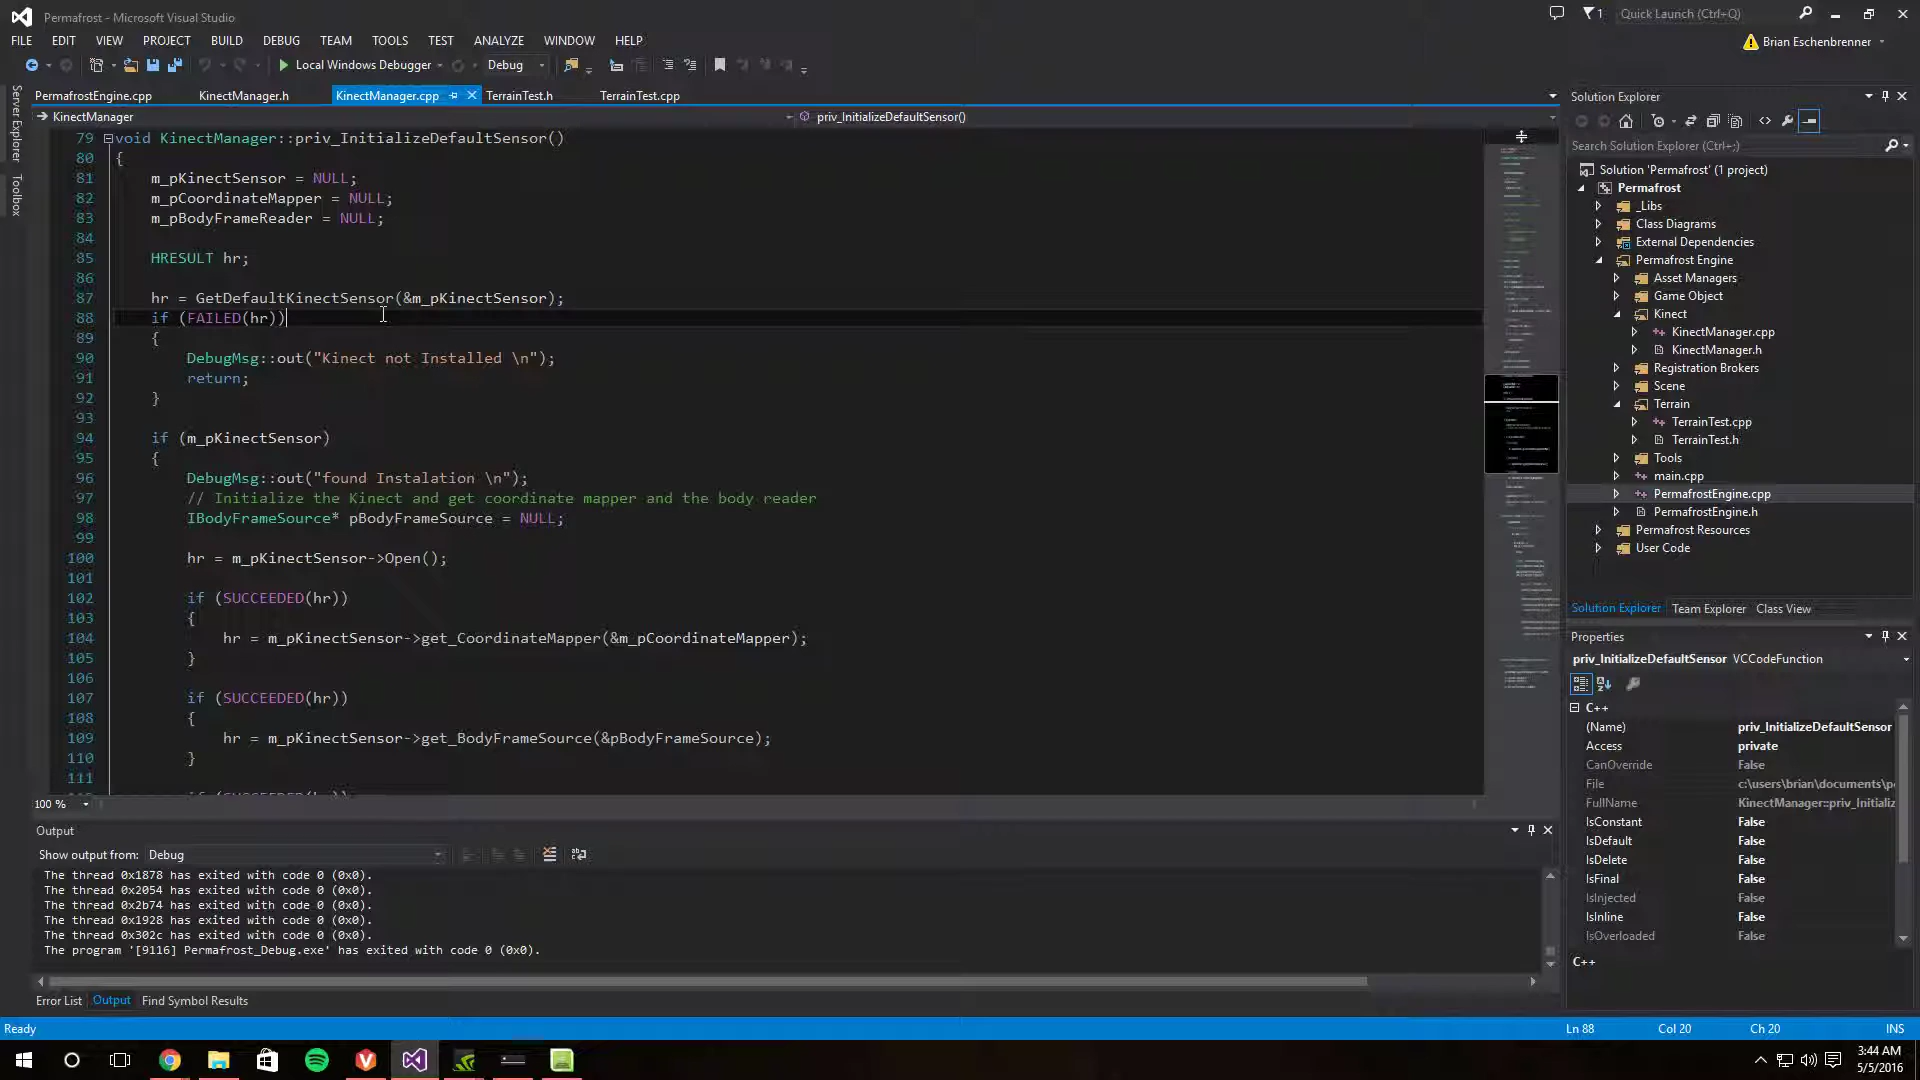 Permafrost - Microsoft Visual Studio
1
Quick Launch (Ctrl+Q)
FILE EDIT VIEW PROJECT BUILD DEBUG TEAM TOOLS TEST ANALYZE WINDOW HELP
Brian Eschenbrenner
Local Windows Debugger
Debug
Server Explorer
Toolbox
PermafrostEngine.cpp KinectManager.h KinectManager.cpp TerrainTest.h TerrainTest.cpp
KinectManager priv_InitializeDefaultSensor()
79 void KinectManager::priv_InitializeDefaultSensor()
80 {
81 m_pKinectSensor = NULL;
82 m_pCoordinateMapper = NULL;
83 m_pBodyFrameReader = NULL;
84
85 HRESULT hr;
86
87 hr = GetDefaultKinectSensor(&m_pKinectSensor);
88 if (FAILED(hr))
89 {
90 DebugMsg::out("Kinect not Installed \n");
91 return;
92 }
93
94 if (m_pKinectSensor)
95 {
96 DebugMsg::out("found Instalation \n");
97 // Initialize the Kinect and get coordinate mapper and the body reader
98 IBodyFrameSource* pBodyFrameSource = NULL;
99
100 hr = m_pKinectSensor->Open();
101
102 if (SUCCEEDED(hr))
103 {
104 hr = m_pKinectSensor->get_CoordinateMapper(&m_pCoordinateMapper);
105 }
106
107 if (SUCCEEDED(hr))
108 {
109 hr = m_pKinectSensor->get_BodyFrameSource(&pBodyFrameSource);
110 }
111
100 %
Output
Show output from: Debug
The thread 0x1878 has exited with code 0 (0x0).
The thread 0x2054 has exited with code 0 (0x0).
The thread 0x2b74 has exited with code 0 (0x0).
The thread 0x1928 has exited with code 0 (0x0).
The thread 0x302c has exited with code 0 (0x0).
The program '[9116] Permafrost_Debug.exe' has exited with code 0 (0x0).
Error List Output Find Symbol Results
Solution Explorer
Search Solution Explorer (Ctrl+;)
Solution 'Permafrost' (1 project)
Permafrost
_Libs
Class Diagrams
External Dependencies
Permafrost Engine
Asset Managers
Game Object
Kinect
KinectManager.cpp
KinectManager.h
Registration Brokers
Scene
Terrain
TerrainTest.cpp
TerrainTest.h
Tools
main.cpp
PermafrostEngine.cpp
PermafrostEngine.h
Permafrost Resources
User Code
Solution Explorer Team Explorer Class View
Properties
priv_InitializeDefaultSensor VCCodeFunction
C++
(Name) priv_InitializeDefaultSensor
Access private
CanOverride False
File c:\users\brian\documents\p
FullName KinectManager::priv_Initializ
IsConstant False
IsDefault False
IsDelete False
IsFinal False
IsInjected False
IsInline False
IsOverloaded False
C++
Ready
Ln 88 Col 20 Ch 20 INS
3:44 AM
5/5/2016